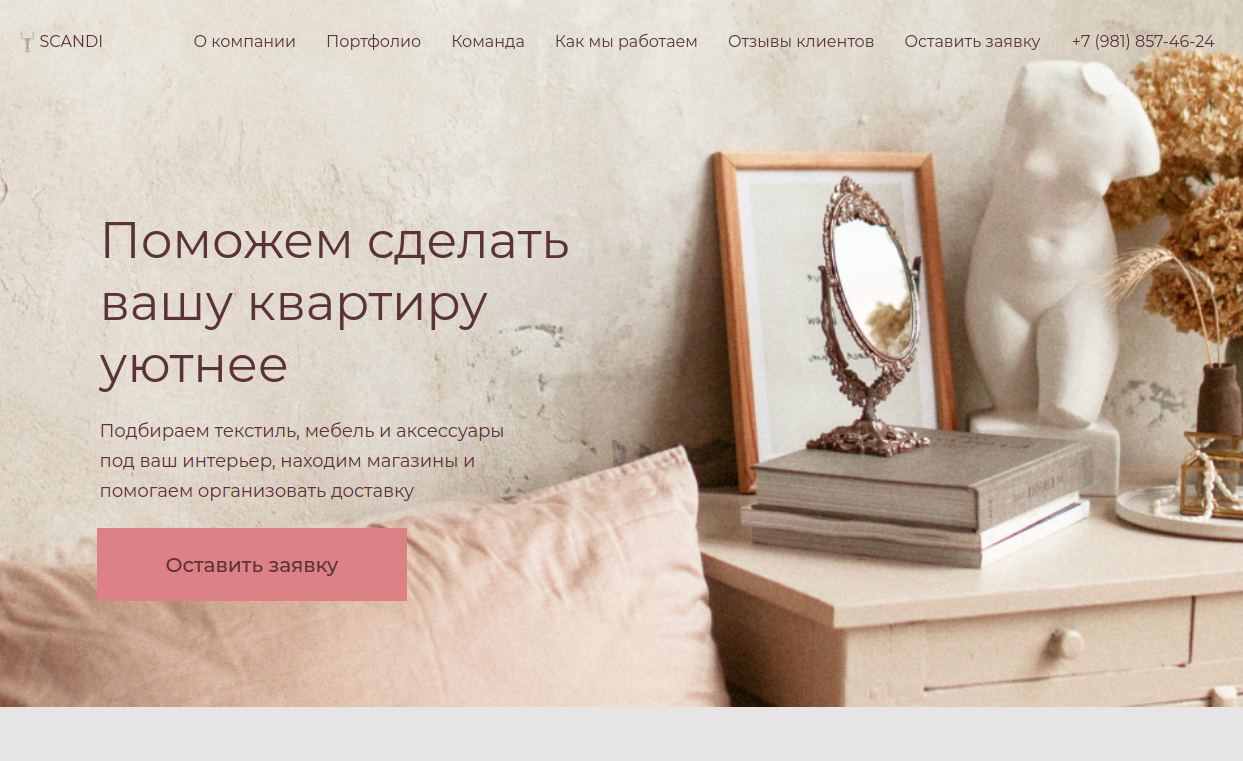 SCANDI О компании Портфолио Команда Как мы работаем Отзывы клиентов Оставить заявку +7 (981) 857-46-24
Поможем сделать
вашу квартиру
уютнее
Подбираем текстиль, мебель и аксессуары
под ваш интерьер, находим магазины и
помогаем организовать доставку
Оставить заявку